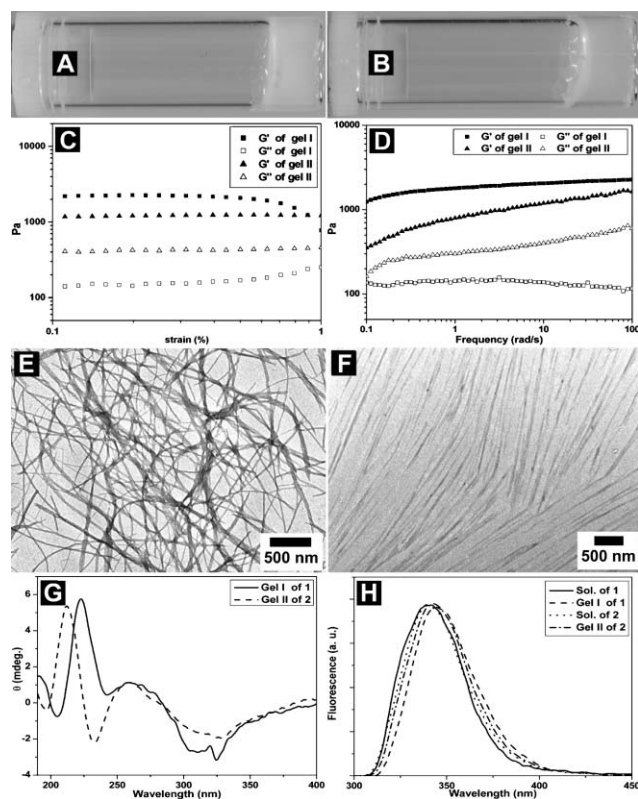 A
B
C
G' of gel I
G'' of gel I
G' of gel II
G'' of gel II
10000
1000
100
Pa
0.1
1
strain (%)
D
G' of gel I G'' of gel I
G' of gel II G'' of gel II
10000
1000
100
Pa
0.1
1
10
100
Frequency (rad/s)
E
500 nm
F
500 nm
G
Gel I of 1
Gel II of 2
6
4
2
0
-2
-4
θ (mdeg.)
200 250 300 350 400
Wavelength (nm)
H
Sol. of 1
Gel I of 1
Sol. of 2
Gel II of 2
Fluorescence (a. u.)
300 350 400 450 500
Wavelength (nm)